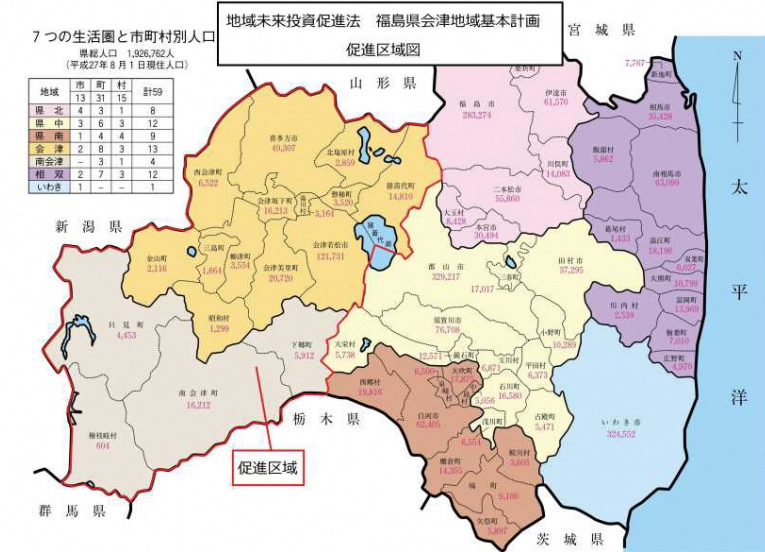 地域未来投資促進法　福島県会津地域基本計画
促進区域図
７つの生活圏と市町村別人口
県総人口　1,926,762人
（平成27年８月１日現住人口）
地域 市 町 村 計59
13 31 15
県北 4 3 1 8
県中 3 6 3 12
県南 1 4 4 9
会津 2 8 3 13
南会津 － 3 1 4
相双 2 7 3 12
いわき 1 － － 1
宮城県
山形県
新潟県
群馬県
栃木県
茨城県
太平洋
N
促進区域
新地町
7,767
相馬市
35,428
伊達市
61,570
福島市
283,274
飯舘村
5,862
川俣町
14,083
南相馬市
63,099
二本松市
55,860
大玉村
8,428
本宮市
30,494
葛尾村
1,433
浪江町
18,198
双葉町
6,027
大熊町
10,799
富岡町
13,969
川内村
2,539
楢葉町
7,010
広野町
4,970
喜多方市
49,307
北塩原村
2,859
西会津町
6,522
猪苗代町
14,810
磐梯町
3,520
会津坂下町
16,213
湯川村
3,164
猪苗代湖
会津若松市
121,731
金山町
2,116
三島町
1,664
柳津町
3,554
会津美里町
20,720
昭和村
1,299
只見町
4,453
下郷町
5,912
南会津町
16,212
檜枝岐村
604
郡山市
329,217
三春町
17,017
田村市
37,295
須賀川市
76,708
天栄村
5,738
鏡石町
12,571
小野町
10,289
玉川村
6,871
平田村
6,373
石川町
16,580
浅川町
6,554
古殿町
5,471
いわき市
324,552
西郷村
19,816
泉崎村
6,500
矢吹町
17,875
中島村
5,056
白河市
62,405
棚倉町
14,355
鮫川村
3,605
塙町
9,180
矢祭町
5,897